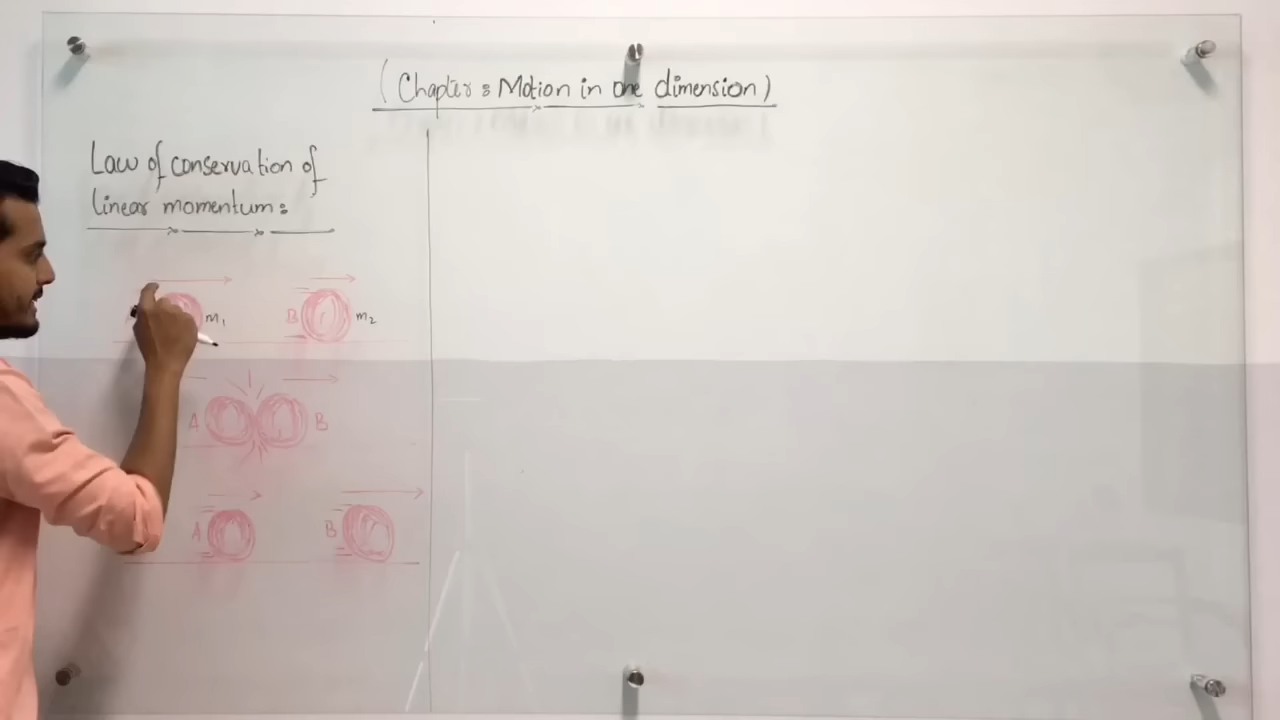 (Chapter : Motion in one dimension)
Law of conservation of
linear momentum :
m₁
B m₂
A B
A B